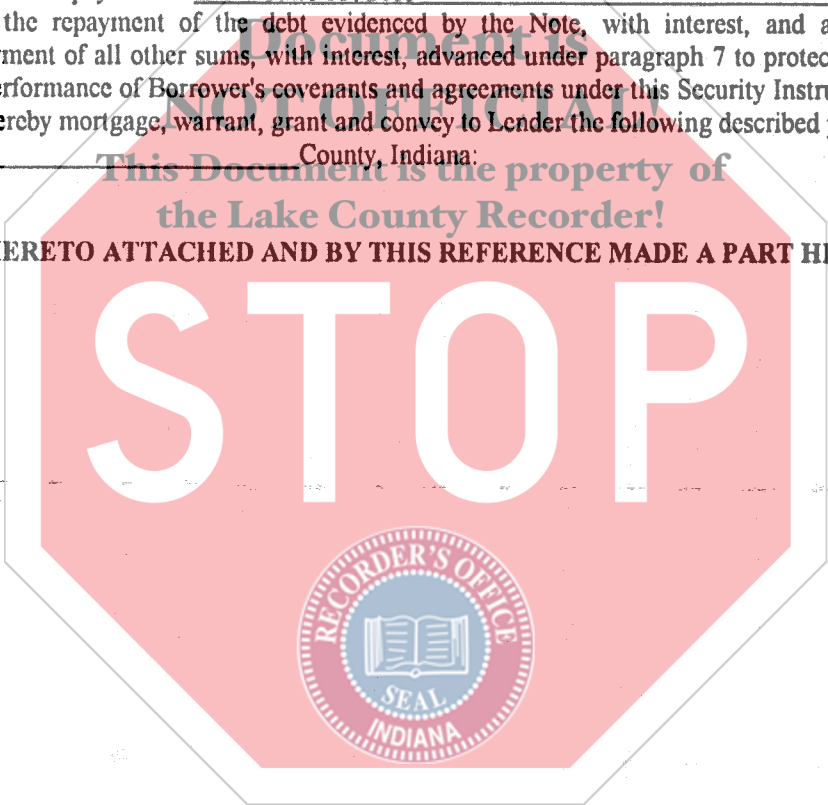 the repayment of the debt evidenced by the Note, with interest, and a
Document is
ment of all other sums, with interest, advanced under paragraph 7 to protec
rformance of Borrower's covenants and agreements under this Security Instru
NOT OFFICIAL!
ereby mortgage, warrant, grant and convey to Lender the following described
County, Indiana:
This Document is the property of
the Lake County Recorder!
ERETO ATTACHED AND BY THIS REFERENCE MADE A PART H
STOP
RECORDER'S OFFICE
SEAL
INDIANA